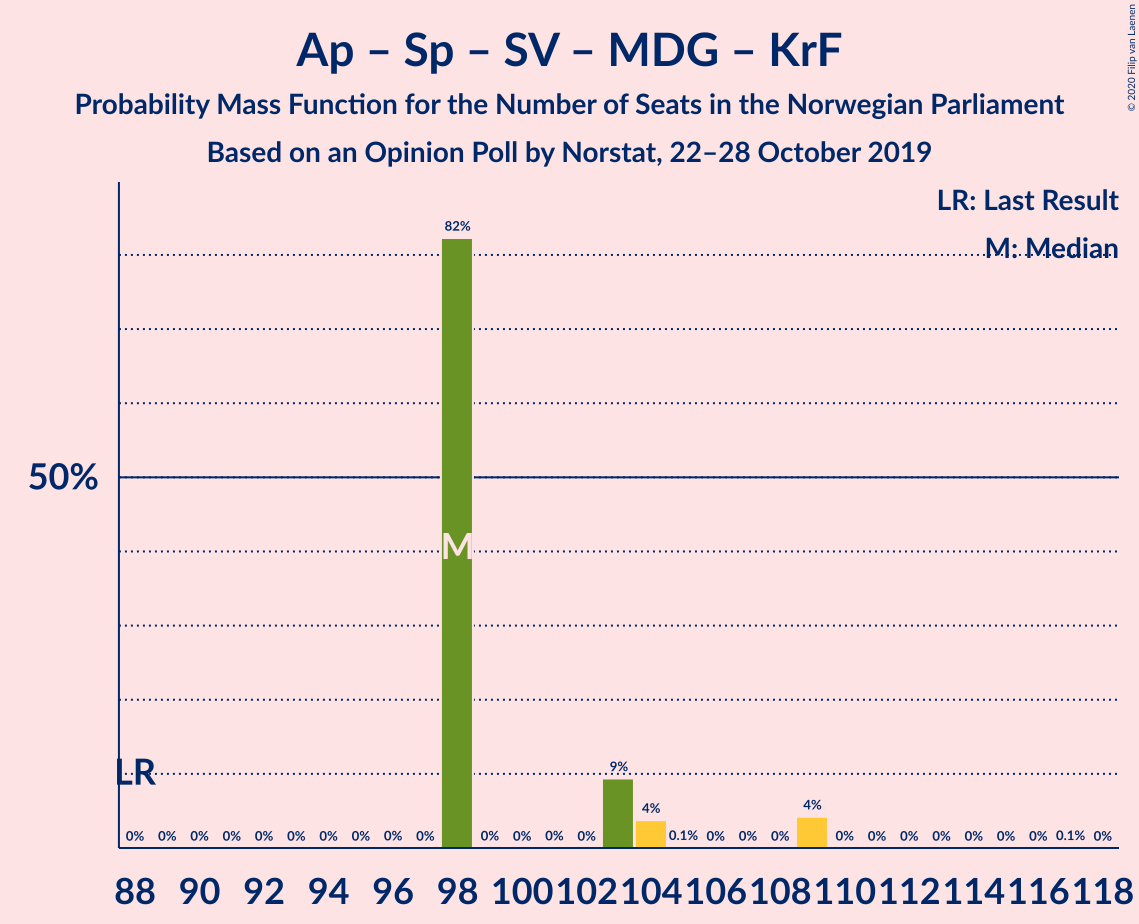 © 2020 Filip van Laenen
Ap – Sp – SV – MDG – KrF
Probability Mass Function for the Number of Seats in the Norwegian Parliament
Based on an Opinion Poll by Norstat, 22–28 October 2019
LR: Last Result
M: Median
82%
50%
M
LR
9%
4%
4%
0% 0% 0% 0% 0% 0% 0% 0% 0% 0% 0% 0% 0% 0% 0.1% 0% 0% 0% 0% 0% 0% 0% 0% 0% 0% 0.1% 0%
88 90 92 94 96 98 100 102 104 106 108 110 112 114 116 118